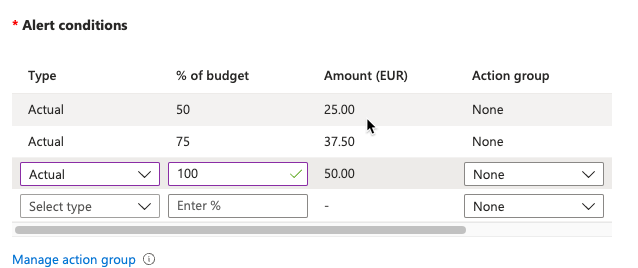 * Alert conditions
Type % of budget Amount (EUR) Action group
Actual 50 25.00 None
Actual 75 37.50 None
Actual 100 50.00 None
Select type Enter % - None
Manage action group